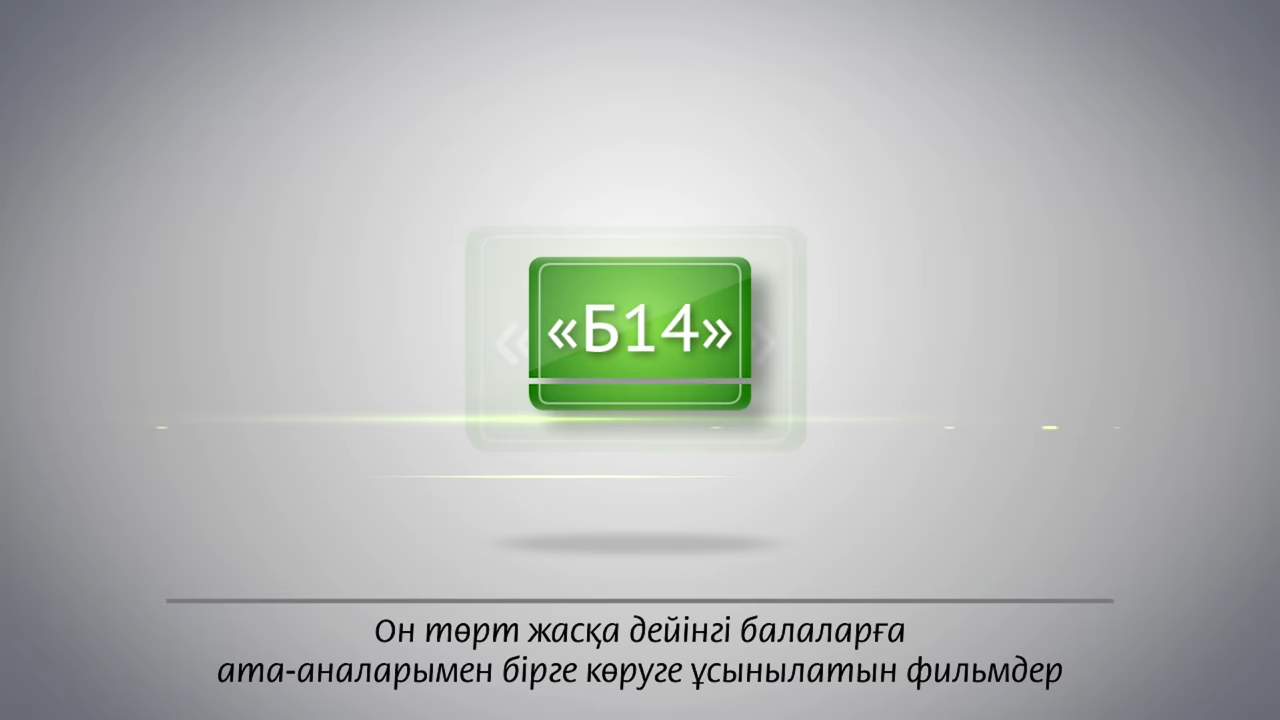 «Б14»
Он төрт жасқа дейінгі балаларға
ата-аналарымен бірге көруге ұсынылатын фильмдер